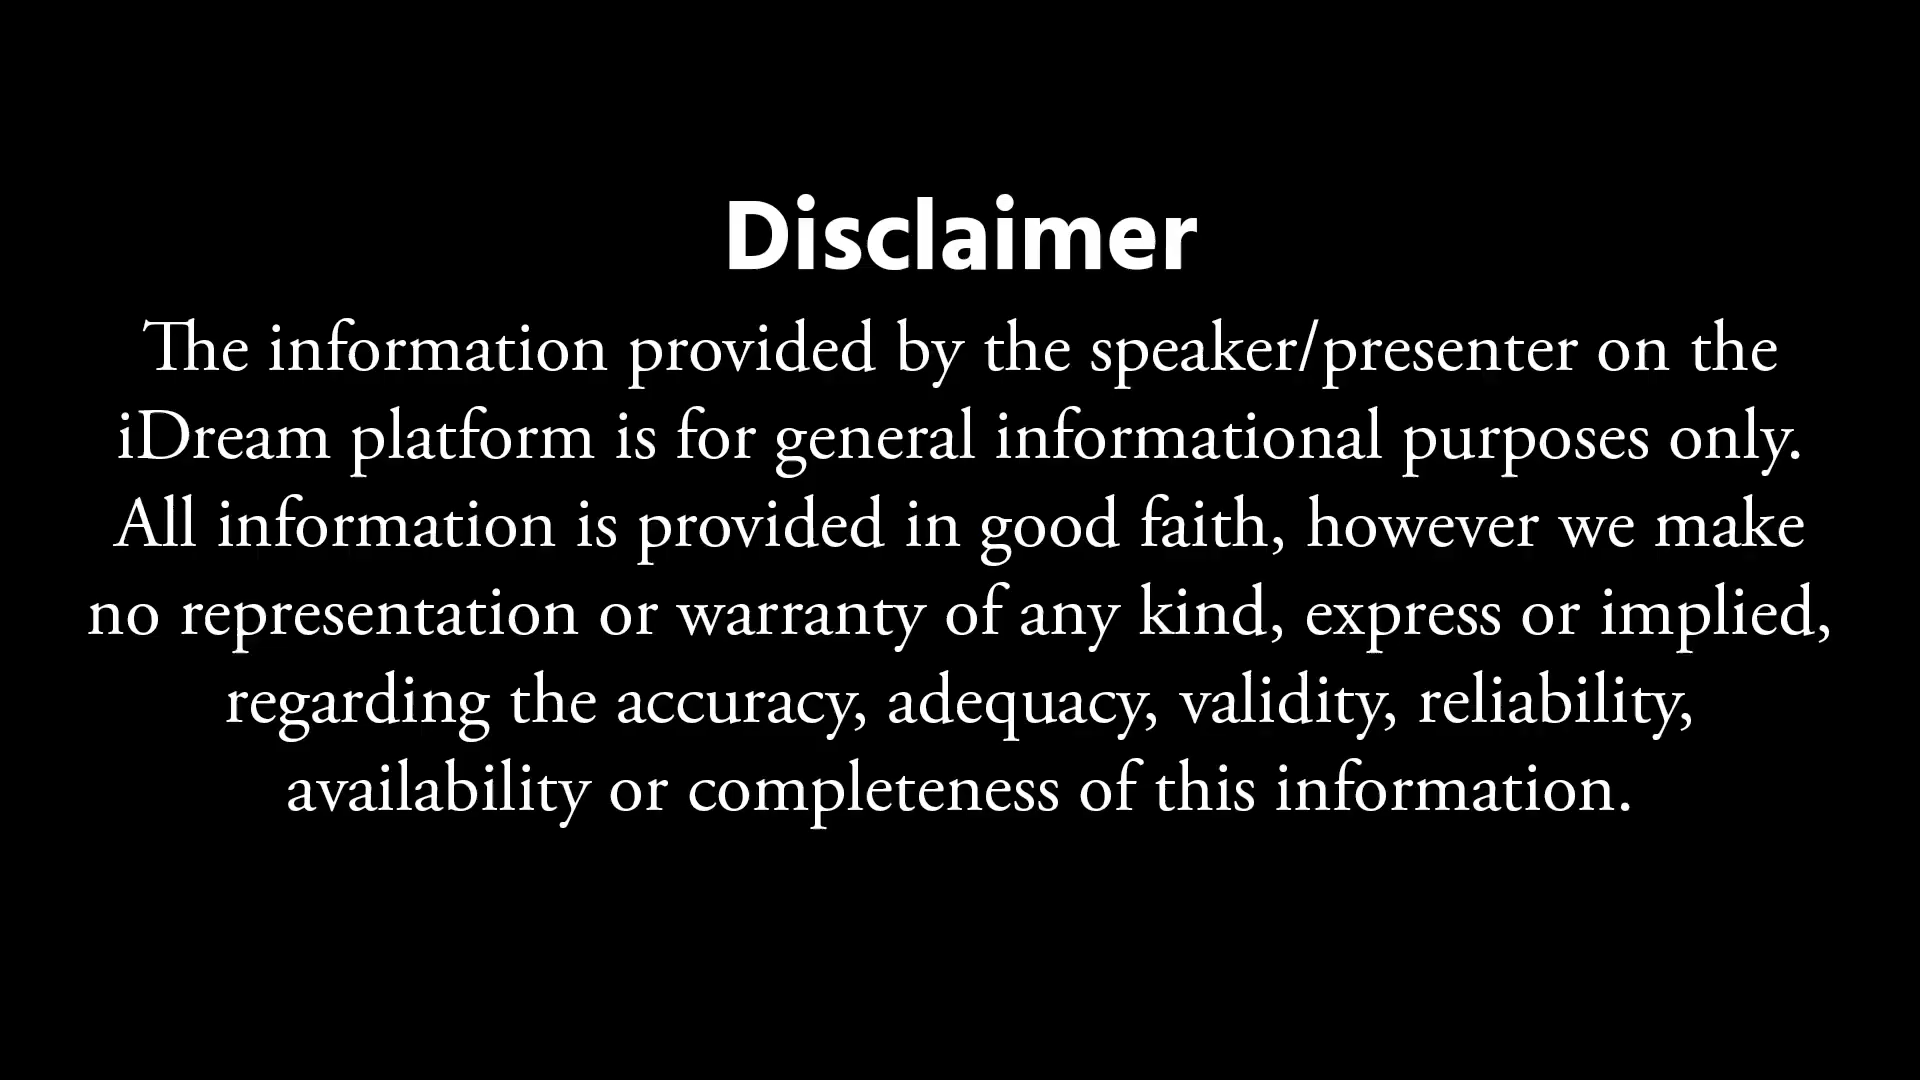 Disclaimer
The information provided by the speaker/presenter on the
iDream platform is for general informational purposes only.
All information is provided in good faith, however we make
no representation or warranty of any kind, express or implied,
regarding the accuracy, adequacy, validity, reliability,
availability or completeness of this information.